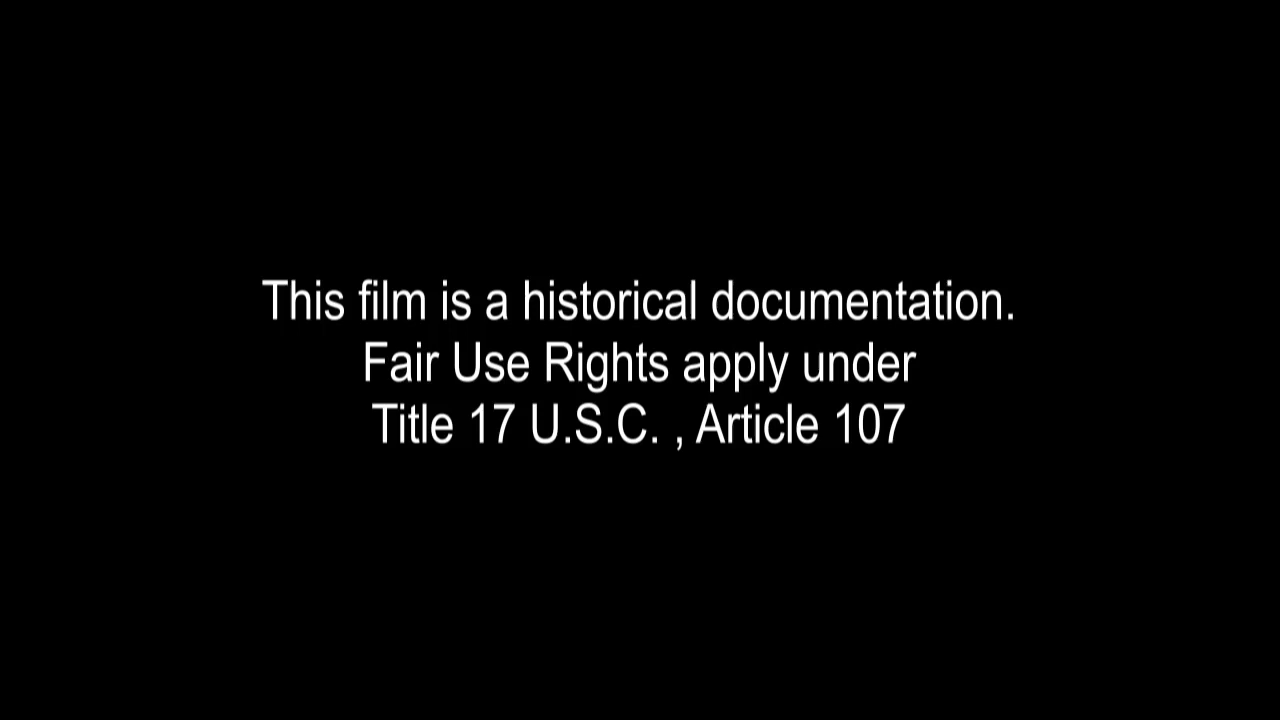 This film is a historical documentation.
Fair Use Rights apply under
Title 17 U.S.C. , Article 107